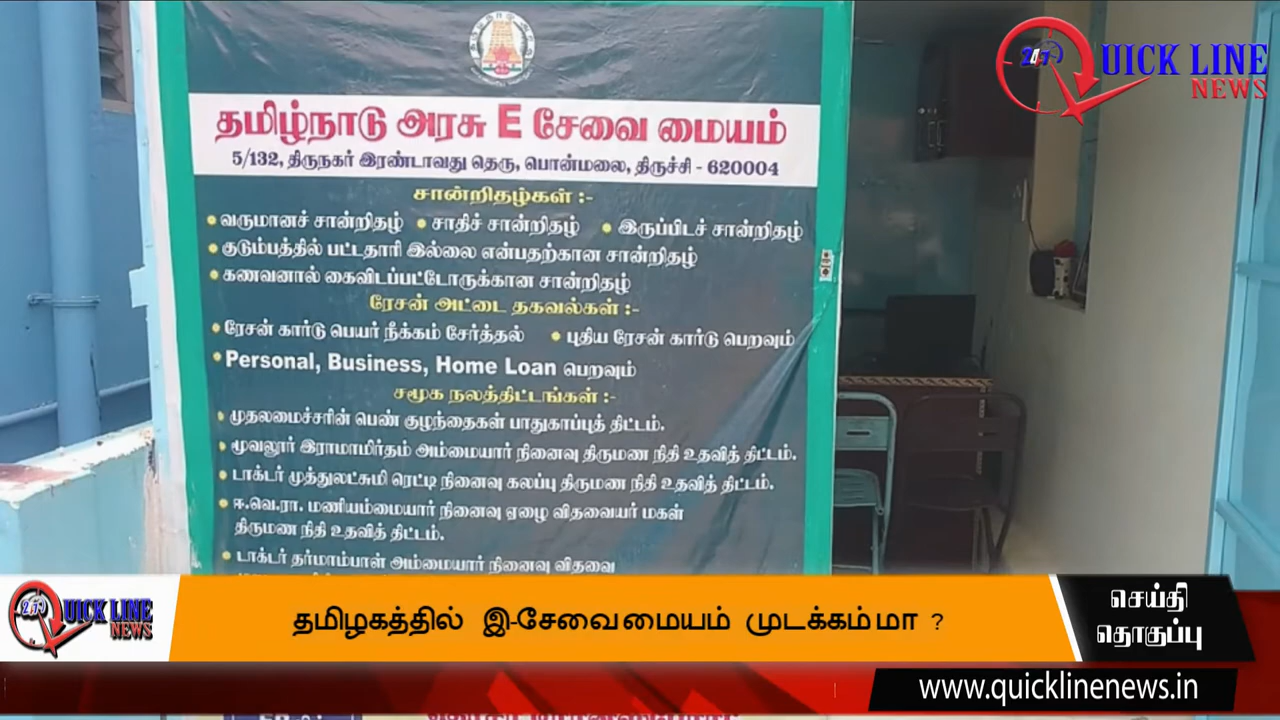 24/7 QUICK LINE
NEWS
தமிழ்நாடு அரசு E சேவை மையம்
5/132, திருநகர் இரண்டாவது தெரு, பொன்மலை, திருச்சி - 620004
சான்றிதழ்கள் :-
வருமானச் சான்றிதழ் • சாதிச் சான்றிதழ் • இருப்பிடச் சான்றிதழ்
• குடும்பத்தில் பட்டதாரி இல்லை என்பதற்கான சான்றிதழ்
• கணவனால் கைவிடப்பட்டோருக்கான சான்றிதழ்
ரேசன் அட்டை தகவல்கள் :-
• ரேசன் கார்டு பெயர் நீக்கம் சேர்த்தல் • புதிய ரேசன் கார்டு பெறவும்
• Personal, Business, Home Loan பெறவும்
சமூக நலத்திட்டங்கள் :-
• முதலமைச்சரின் பெண் குழந்தைகள் பாதுகாப்புத் திட்டம்.
• மூவலூர் இராமாமிர்தம் அம்மையார் நினைவு திருமண நிதி உதவித் திட்டம்.
• டாக்டர் முத்துலட்சுமி ரெட்டி நினைவு கலப்பு திருமண நிதி உதவித் திட்டம்.
• ஈ.வெ.ரா. மணியம்மையார் நினைவு ஏழை விதவையர் மகள்
திருமண நிதி உதவித் திட்டம்.
• டாக்டர் தர்மாம்பாள் அம்மையார் நினைவு விதவை
24/7 QUICK LINE
NEWS
தமிழகத்தில் இ-சேவை மையம் முடக்கம்மா ?
செய்தி
தொகுப்பு
www.quicklinenews.in